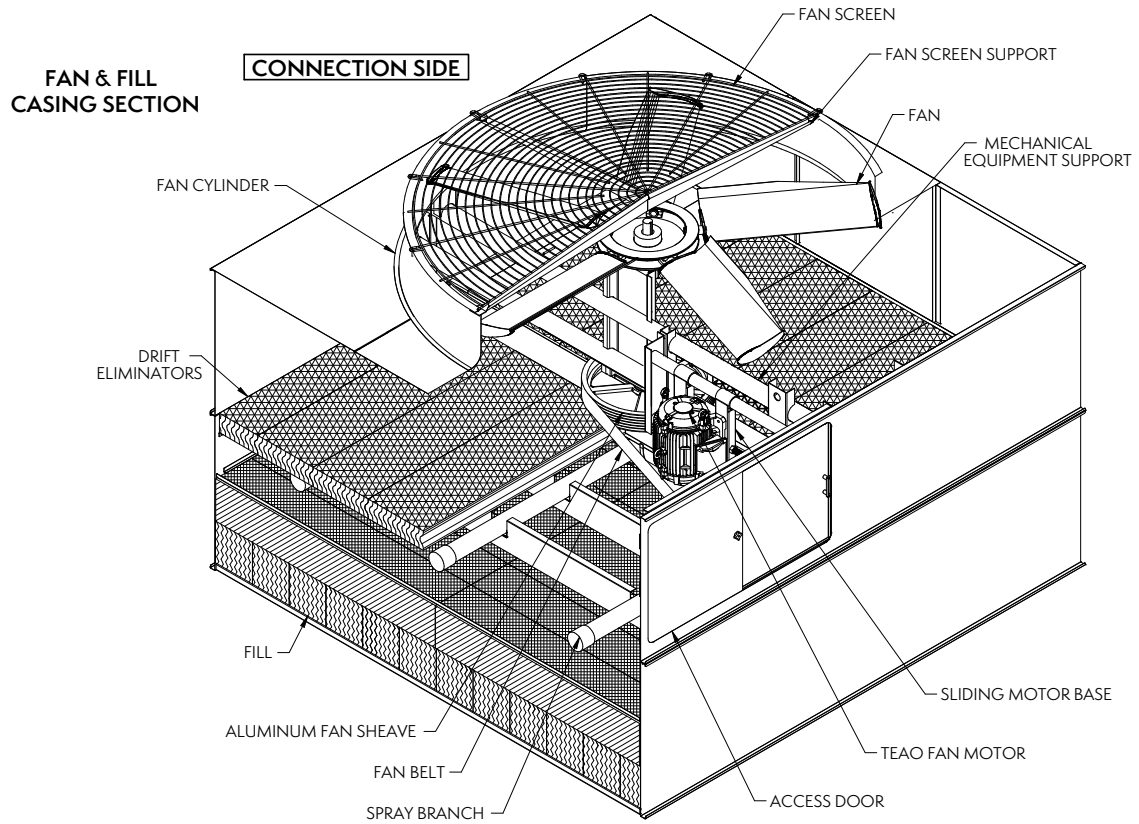 FAN & FILL
CASING SECTION
CONNECTION SIDE
FAN SCREEN
FAN SCREEN SUPPORT
FAN
MECHANICAL
EQUIPMENT SUPPORT
FAN CYLINDER
DRIFT
ELIMINATORS
FILL
ALUMINUM FAN SHEAVE
FAN BELT
SPRAY BRANCH
SLIDING MOTOR BASE
TEAO FAN MOTOR
ACCESS DOOR